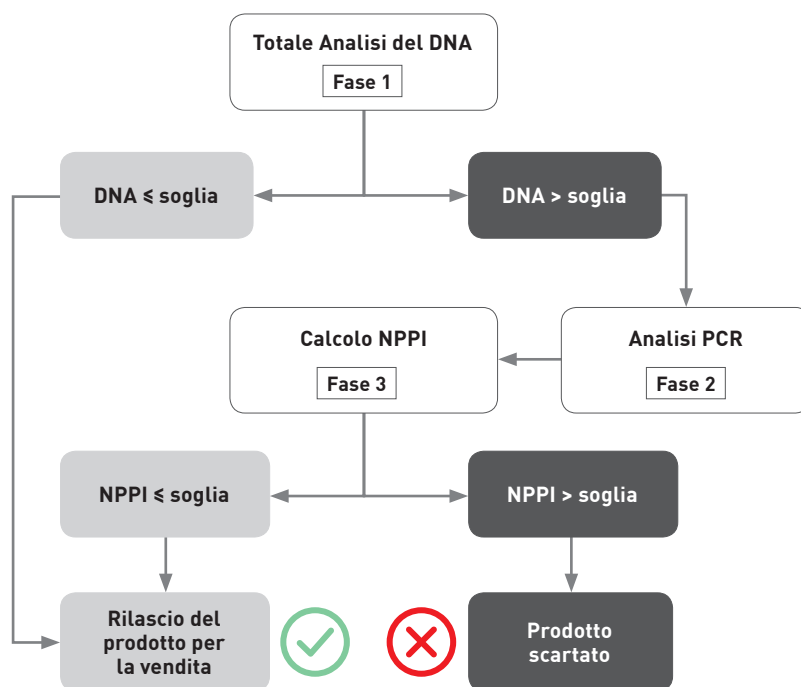 Totale Analisi del DNA
Fase 1
DNA ⩽ soglia
DNA > soglia
Calcolo NPPI
Fase 3
Analisi PCR
Fase 2
NPPI ⩽ soglia
NPPI > soglia
Rilascio del
prodotto per
la vendita
Prodotto
scartato